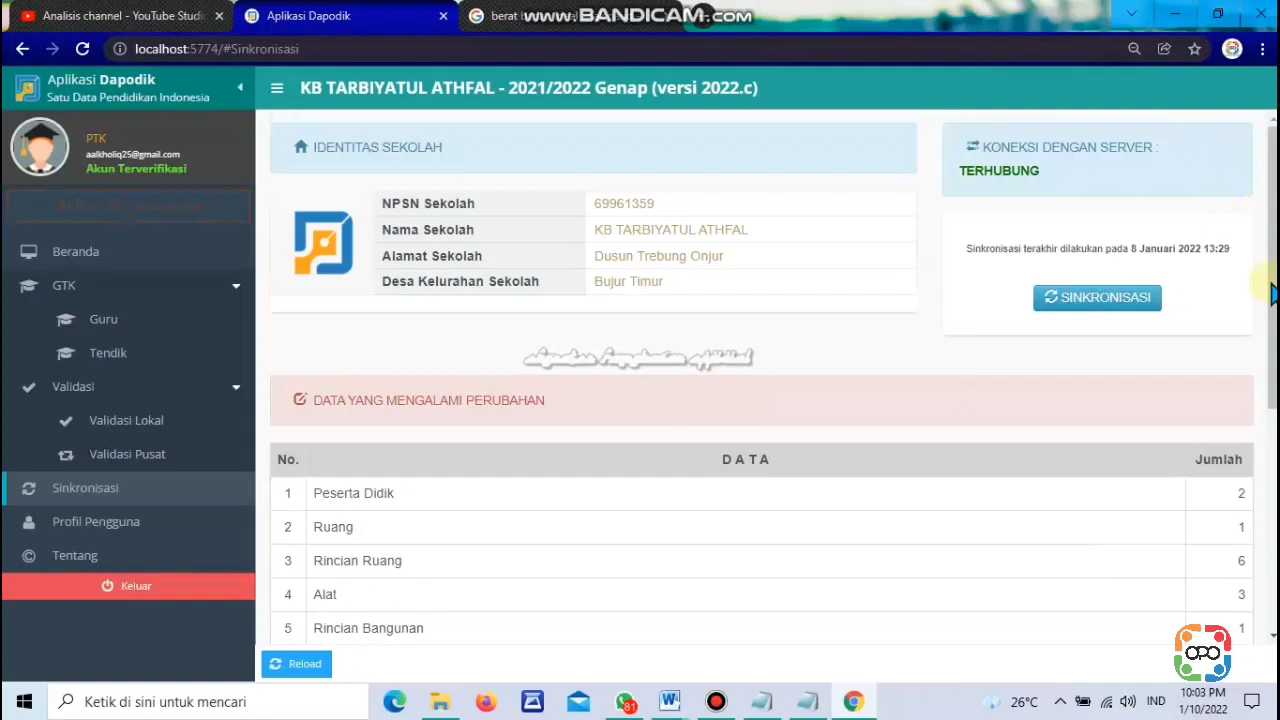 Analisis channel - YouTube Studi
Aplikasi Dapodik
berat b
www.BANDICAM.com
localhost:5774/#Sinkronisasi
Aplikasi Dapodik
Satu Data Pendidikan Indonesia
KB TARBIYATUL ATHFAL - 2021/2022 Genap (versi 2022.c)
PTK
aalkholiq25@gmail.com
Akun Terverifikasi
Beranda
GTK
Guru
Tendik
Validasi
Validasi Lokal
Validasi Pusat
Sinkronisasi
Profil Pengguna
Tentang
Keluar
IDENTITAS SEKOLAH
NPSN Sekolah 69961359
Nama Sekolah KB TARBIYATUL ATHFAL
Alamat Sekolah Dusun Trebung Onjur
Desa Kelurahan Sekolah Bujur Timur
KONEKSI DENGAN SERVER :
TERHUBUNG
Sinkronisasi terakhir dilakukan pada 8 Januari 2022 13:29
SINKRONISASI
DATA YANG MENGALAMI PERUBAHAN
No. D A T A Jumlah
1 Peserta Didik 2
2 Ruang 1
3 Rincian Ruang 6
4 Alat 3
5 Rincian Bangunan 1
Reload
OPO
Ketik di sini untuk mencari
81
26°C
IND
10:03 PM
1/10/2022